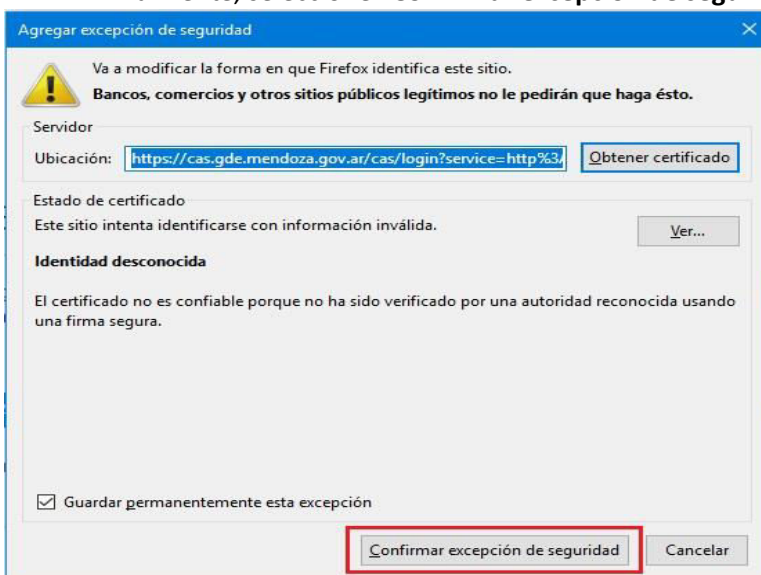 Agregar excepción de seguridad
Va a modificar la forma en que Firefox identifica este sitio.
Bancos, comercios y otros sitios públicos legítimos no le pedirán que haga ésto.
Servidor
Ubicación: https://cas.gde.mendoza.gov.ar/cas/login?service=http%3/ Obtener certificado
Estado de certificado
Este sitio intenta identificarse con información inválida.
Ver...
Identidad desconocida
El certificado no es confiable porque no ha sido verificado por una autoridad reconocida usando
una firma segura.
Guardar permanentemente esta excepción
Confirmar excepción de seguridad Cancelar